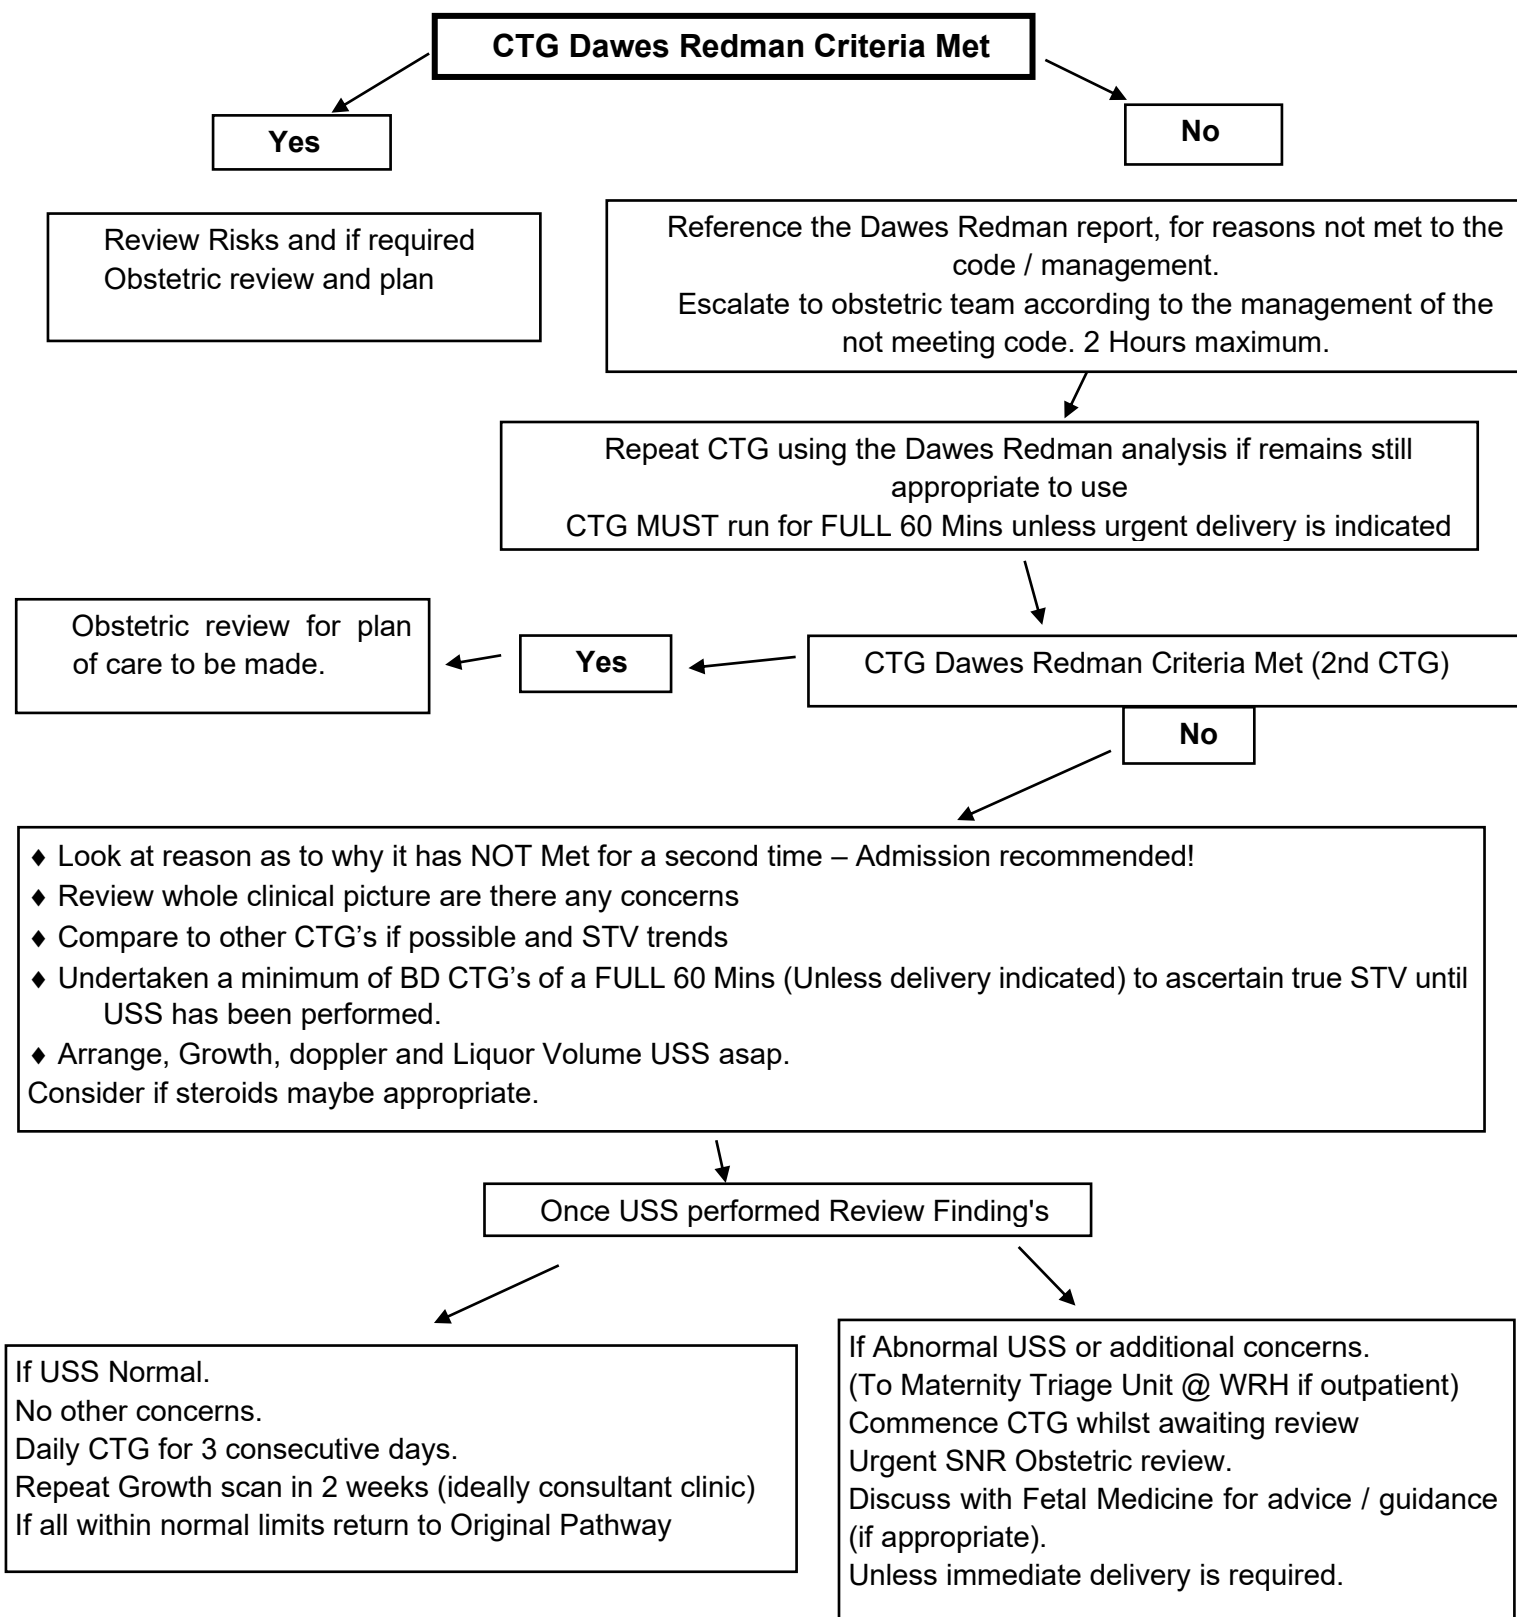 CTG Dawes Redman Criteria Met
Yes
No
Review Risks and if required
Obstetric review and plan
Reference the Dawes Redman report, for reasons not met to the
code / management.
Escalate to obstetric team according to the management of the
not meeting code. 2 Hours maximum.
Repeat CTG using the Dawes Redman analysis if remains still
appropriate to use
CTG MUST run for FULL 60 Mins unless urgent delivery is indicated
Obstetric review for plan
of care to be made.
Yes
CTG Dawes Redman Criteria Met (2nd CTG)
No
♦ Look at reason as to why it has NOT Met for a second time – Admission recommended!
♦ Review whole clinical picture are there any concerns
♦ Compare to other CTG's if possible and STV trends
♦ Undertaken a minimum of BD CTG's of a FULL 60 Mins (Unless delivery indicated) to ascertain true STV until
USS has been performed.
♦ Arrange, Growth, doppler and Liquor Volume USS asap.
Consider if steroids maybe appropriate.
Once USS performed Review Finding's
If USS Normal.
No other concerns.
Daily CTG for 3 consecutive days.
Repeat Growth scan in 2 weeks (ideally consultant clinic)
If all within normal limits return to Original Pathway
If Abnormal USS or additional concerns.
(To Maternity Triage Unit @ WRH if outpatient)
Commence CTG whilst awaiting review
Urgent SNR Obstetric review.
Discuss with Fetal Medicine for advice / guidance
(if appropriate).
Unless immediate delivery is required.